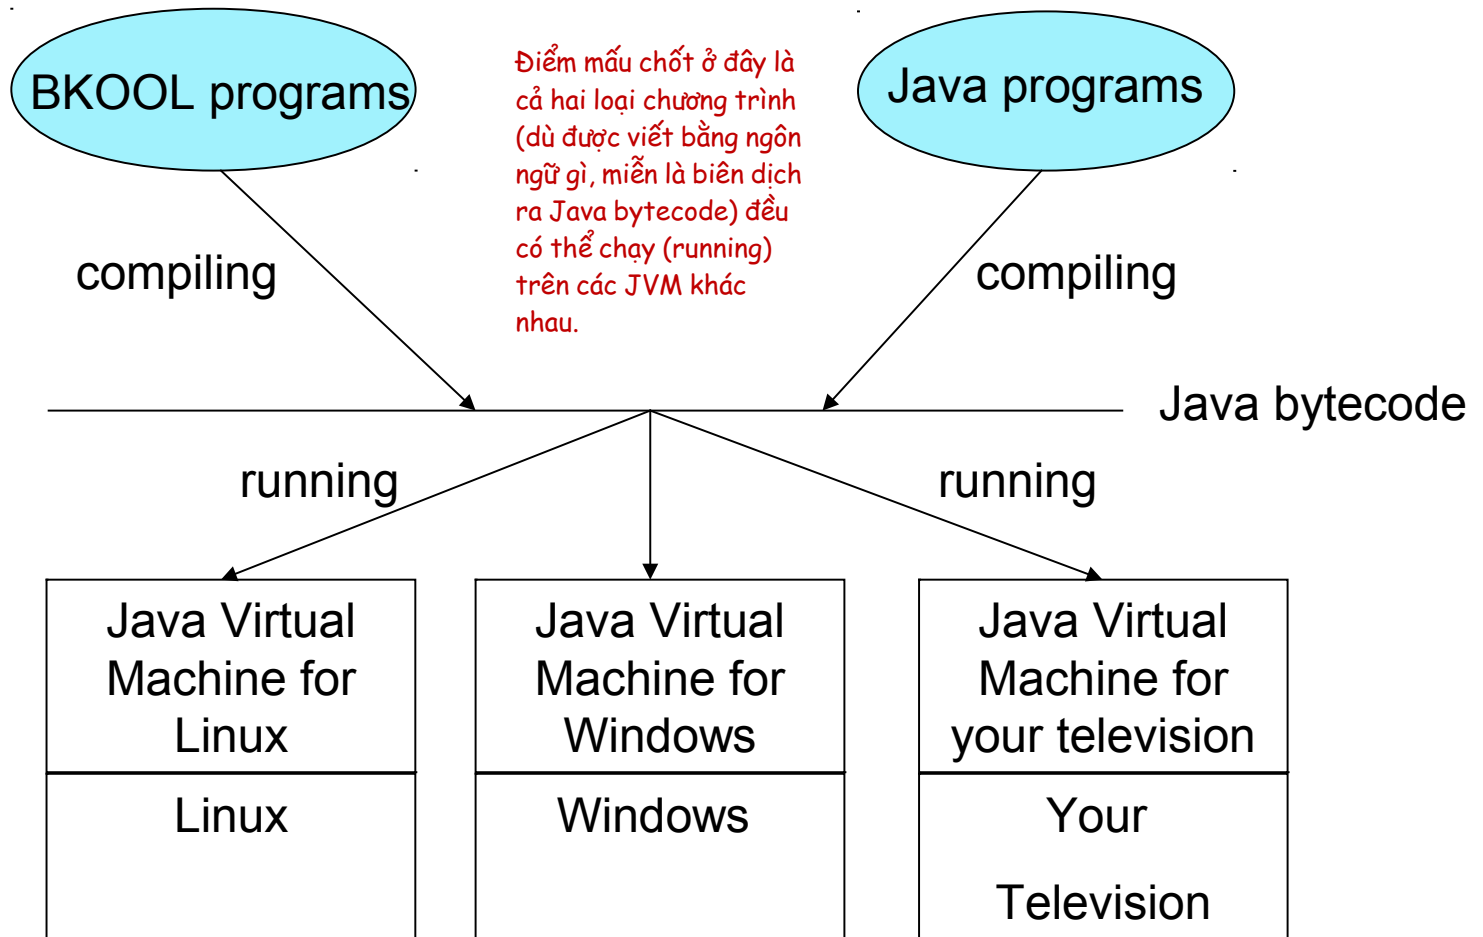 BKOOL programs
Điểm mấu chốt ở đây là
cả hai loại chương trình
(dù được viết bằng ngôn
ngữ gì, miễn là biên dịch
ra Java bytecode) đều
có thể chạy (running)
trên các JVM khác
nhau.
Java programs
compiling
compiling
Java bytecode
running
running
Java Virtual
Machine for
Linux
Linux
Java Virtual
Machine for
Windows
Windows
Java Virtual
Machine for
your television
Your
Television